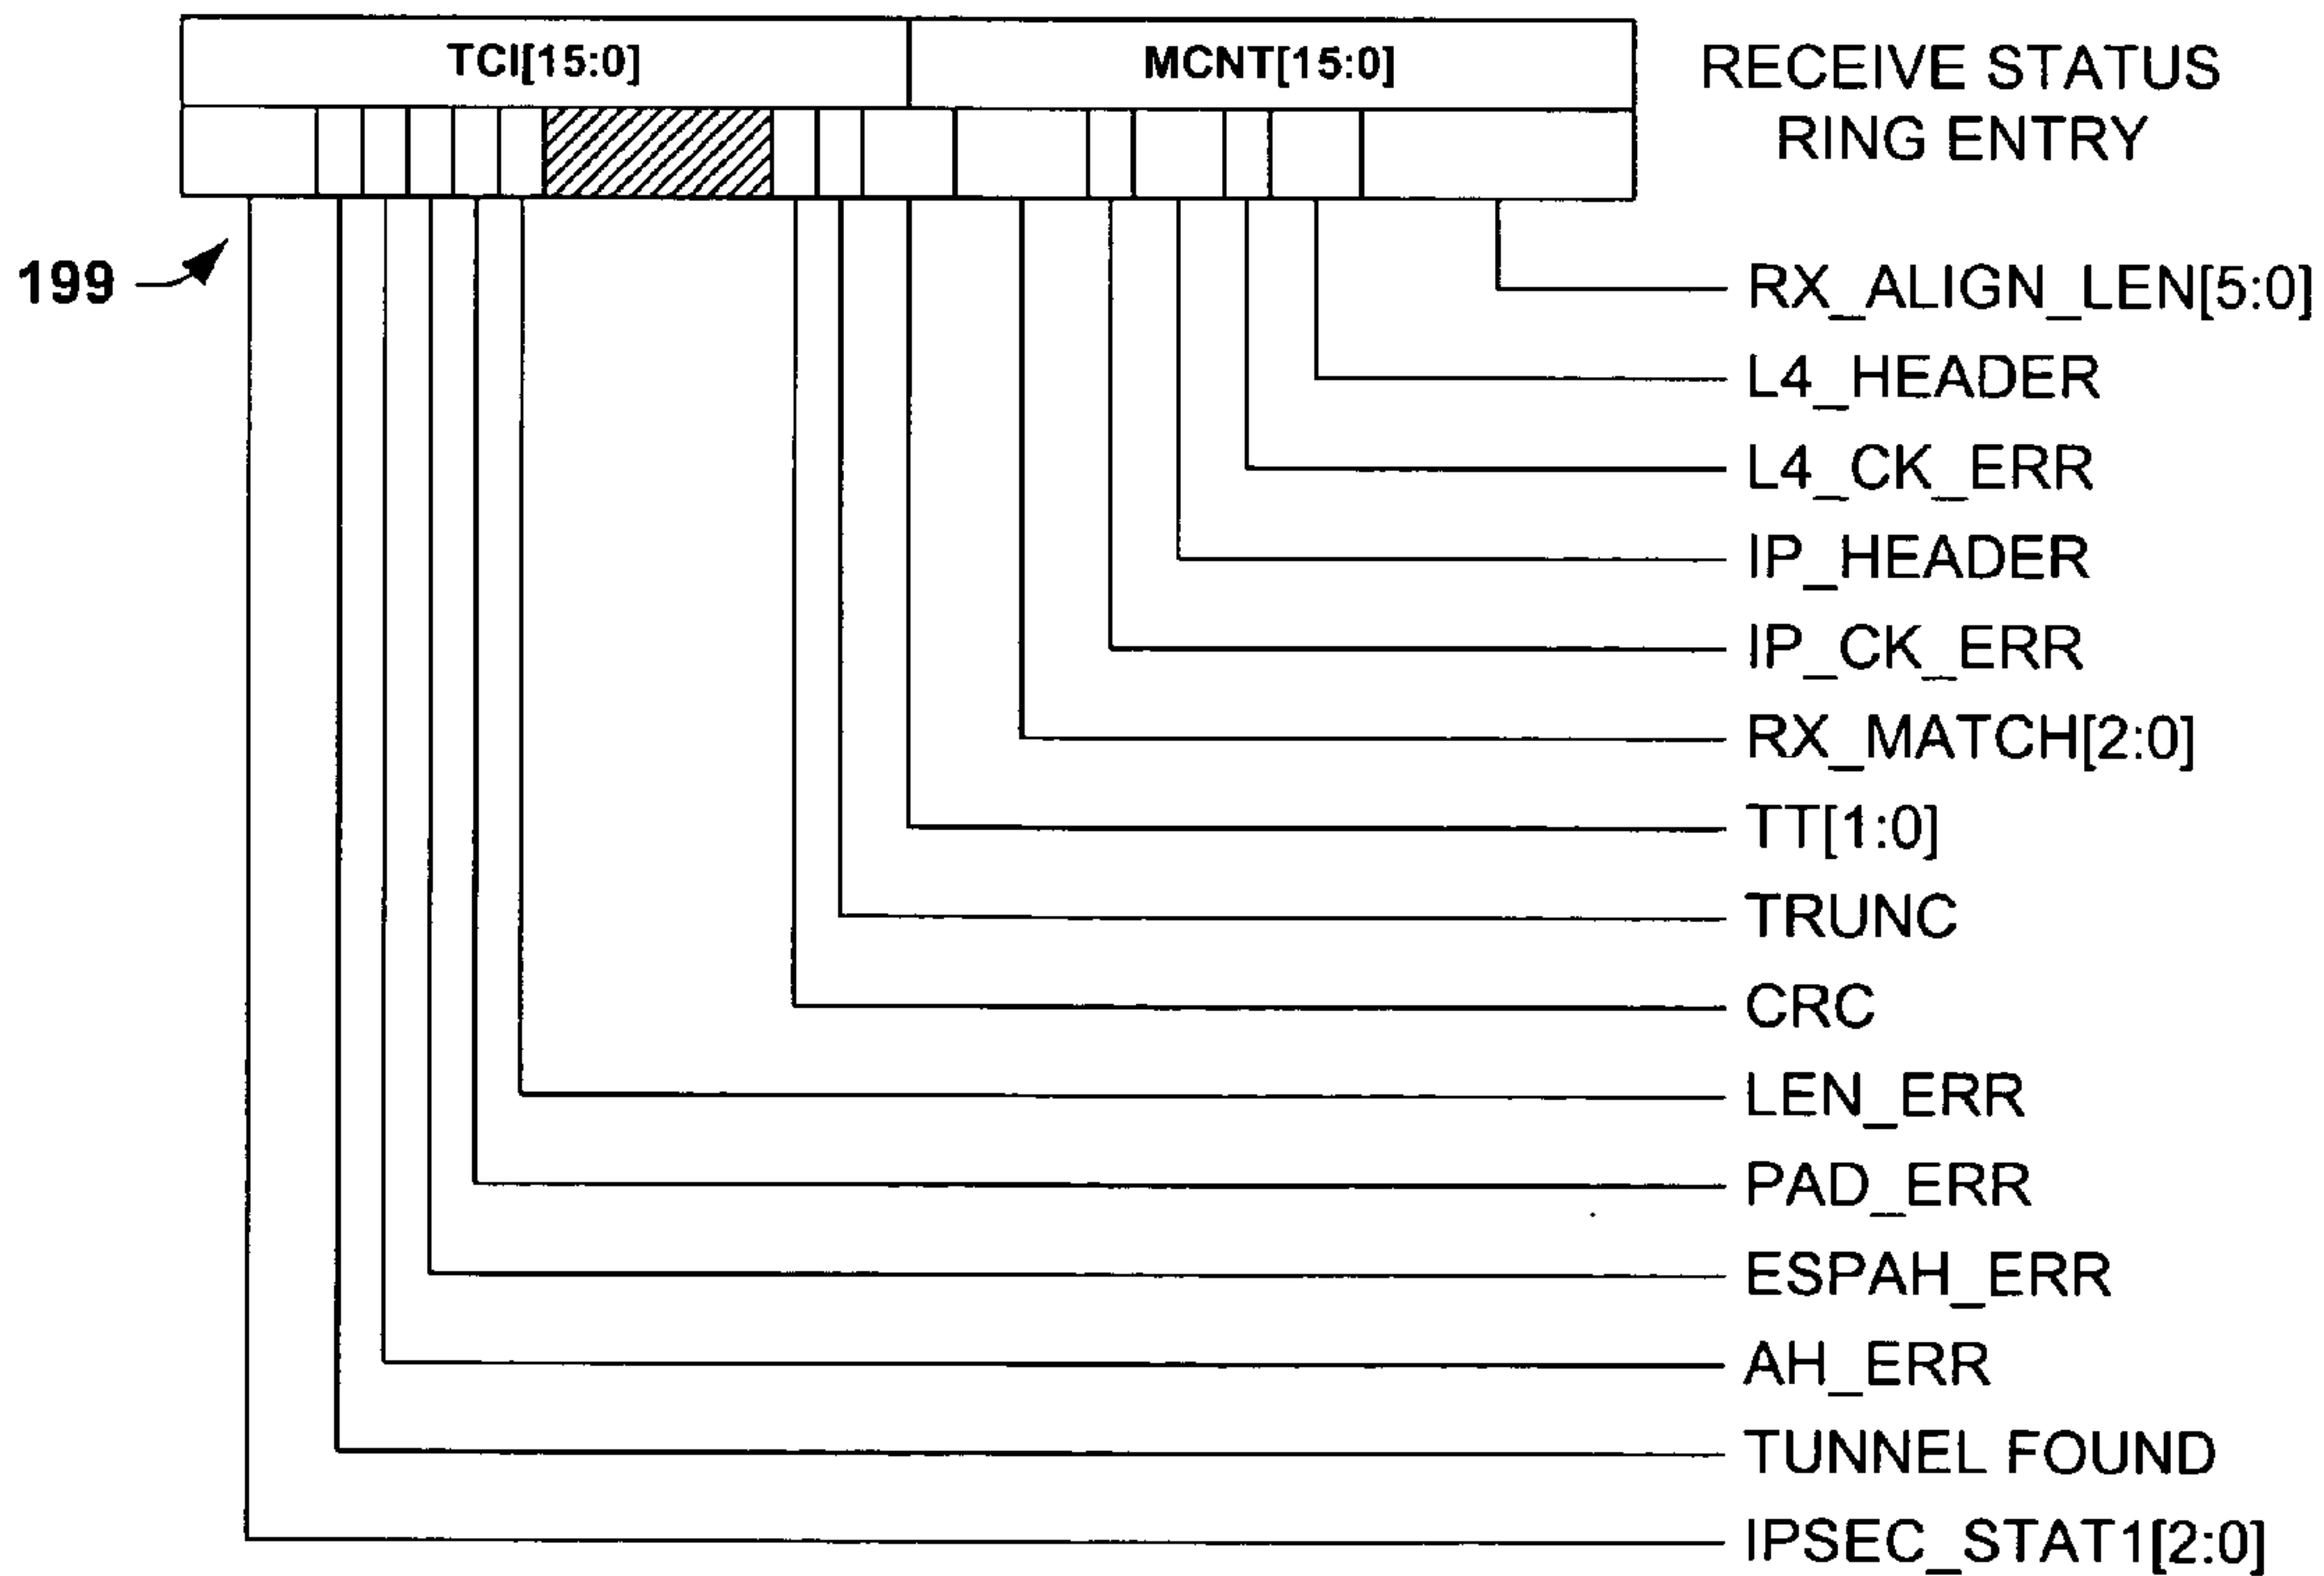 TCI[15:0] MCNT[15:0] RECEIVE STATUS
RING ENTRY
199
RX_ALIGN_LEN[5:0]
L4_HEADER
L4_CK_ERR
IP_HEADER
IP_CK_ERR
RX_MATCH[2:0]
TT[1:0]
TRUNC
CRC
LEN_ERR
PAD_ERR
ESPAH_ERR
AH_ERR
TUNNEL FOUND
IPSEC_STAT1[2:0]